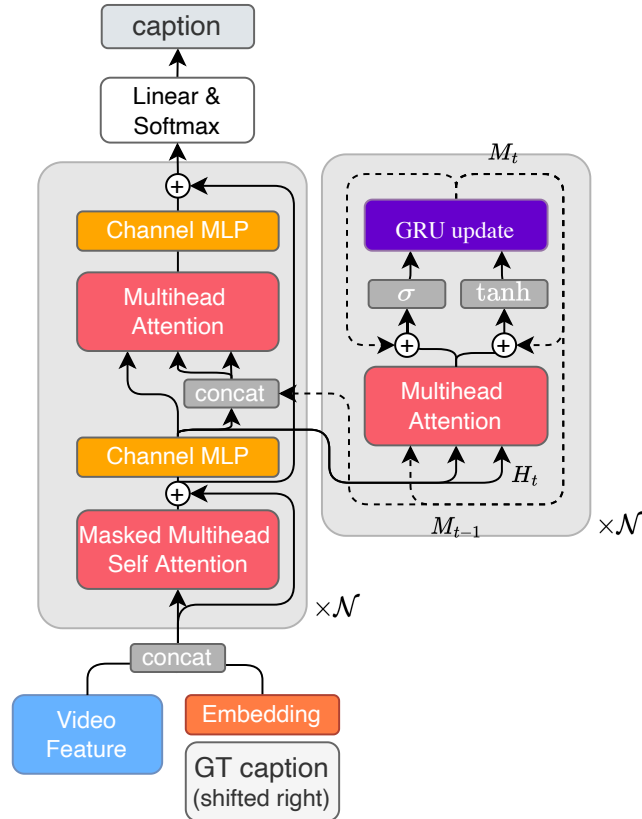 caption
Linear &
Softmax
Channel MLP
Multihead
Attention
concat
Channel MLP
Masked Multihead
Self Attention
×𝒩
concat
Video
Feature
Embedding
GT caption
(shifted right)
M_t
GRU update
σ
tanh
Multihead
Attention
H_t
M_{t−1}
×𝒩